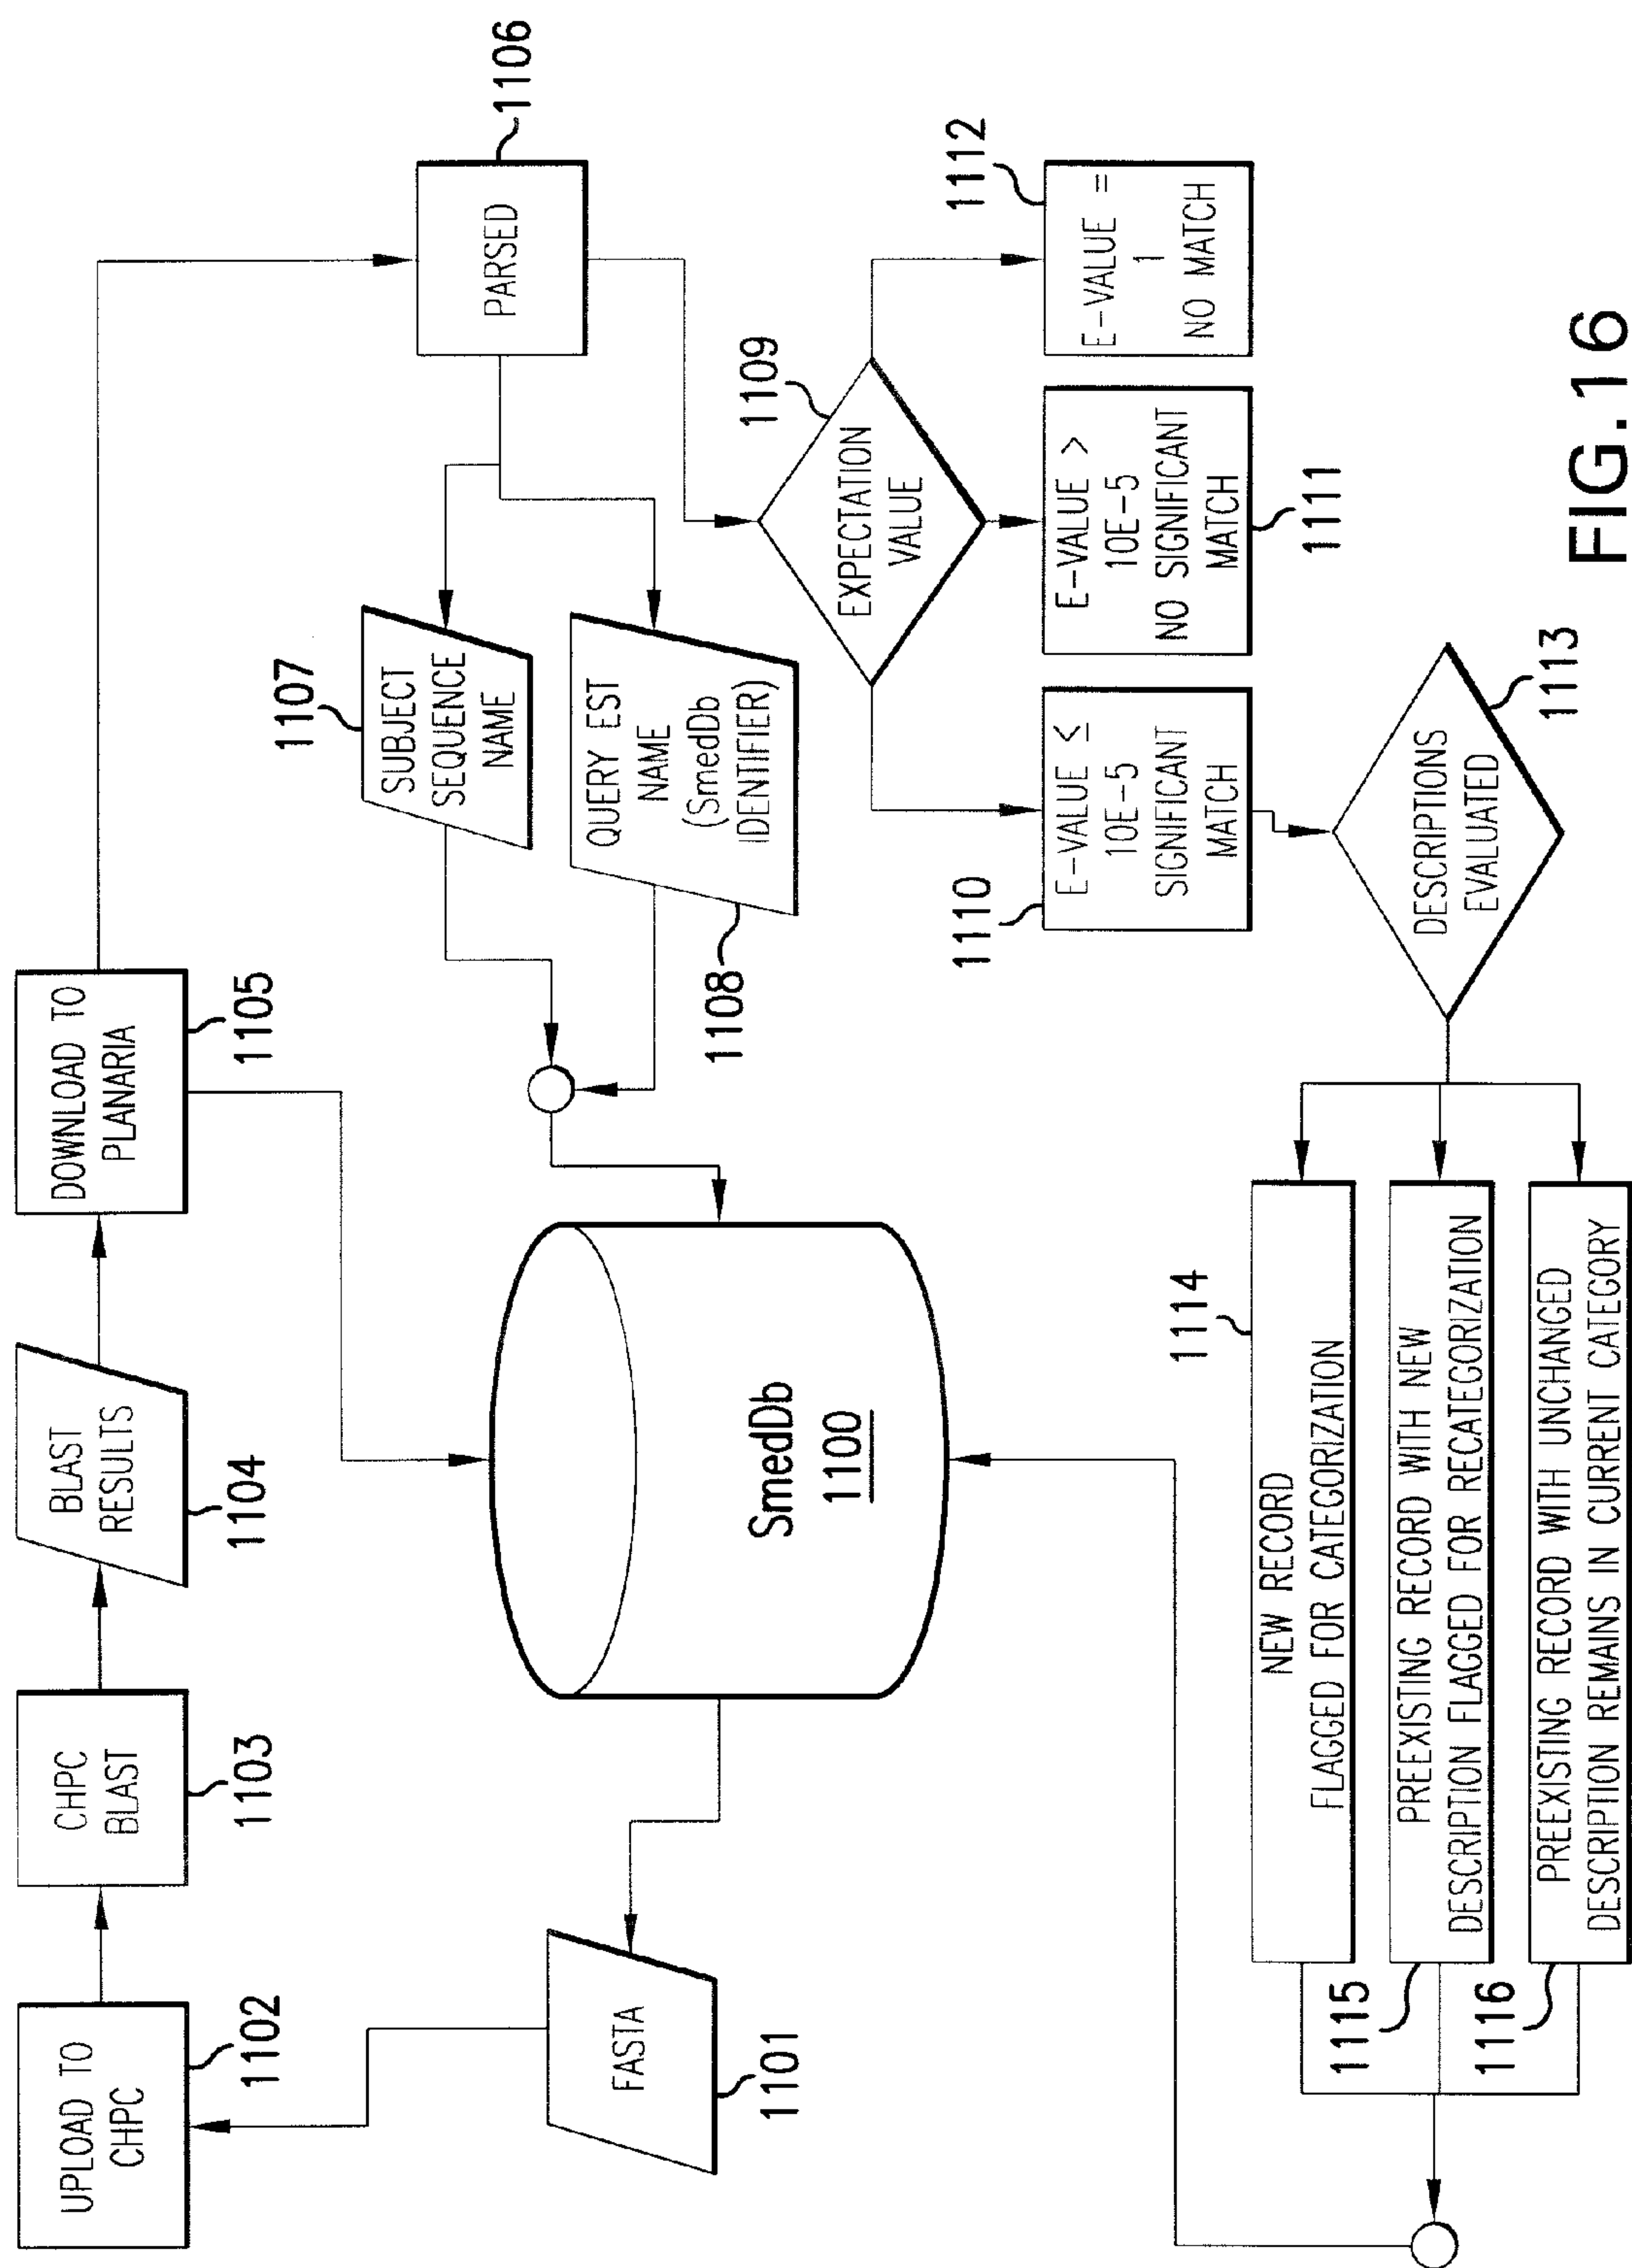 UPLOAD TO
CHPC
1102
CHPC
BLAST
1103
BLAST
RESULTS
1104
DOWNLOAD TO
PLANARIA
1105
PARSED
1106
FASTA
1101
SmedDb
1100
1107
SUBJECT
SEQUENCE
NAME
QUERY EST
NAME
(SmedDb
IDENTIFIER)
1108
EXPECTATION
VALUE
1109
1110
E-VALUE ≤
10E-5
SIGNIFICANT
MATCH
E-VALUE >
10E-5
NO SIGNIFICANT
MATCH
1111
1112
E-VALUE =
1
NO MATCH
DESCRIPTIONS
EVALUATED
1113
1114
NEW RECORD
FLAGGED FOR CATEGORIZATION
1115
PREEXISTING RECORD WITH NEW
DESCRIPTION FLAGGED FOR RECATEGORIZATION
1116
PREEXISTING RECORD WITH UNCHANGED
DESCRIPTION REMAINS IN CURRENT CATEGORY
FIG.16